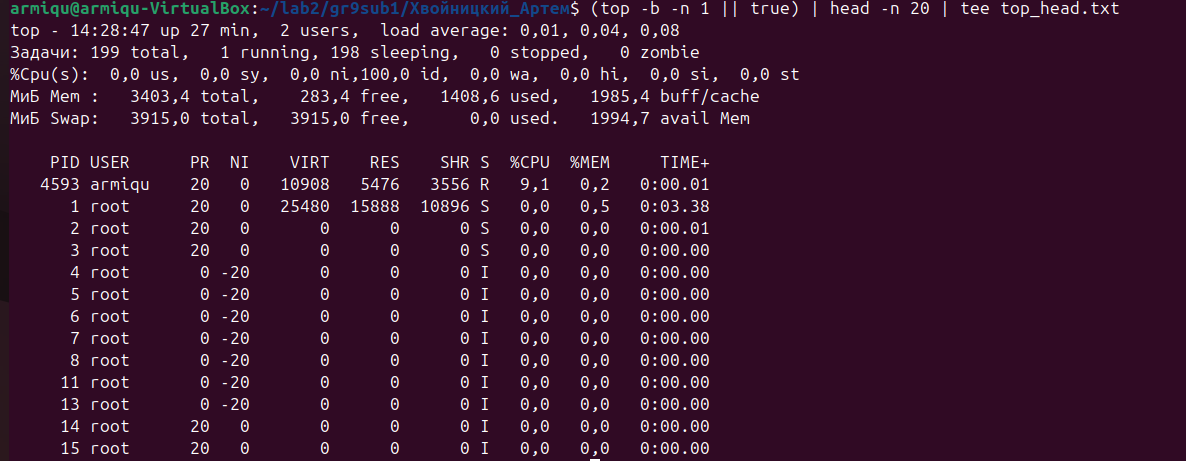 armiqu@armiqu-VirtualBox:~/lab2/gr9sub1/Хвойницкий_Артем$ (top -b -n 1 || true) | head -n 20 | tee top_head.txt
top - 14:28:47 up 27 min,  2 users,  load average: 0,01, 0,04, 0,08
Задачи: 199 total,   1 running, 198 sleeping,   0 stopped,   0 zombie
%Cpu(s):  0,0 us,  0,0 sy,  0,0 ni,100,0 id,  0,0 wa,  0,0 hi,  0,0 si,  0,0 st
МиБ Mem :   3403,4 total,    283,4 free,   1408,6 used,   1985,4 buff/cache
МиБ Swap:   3915,0 total,   3915,0 free,      0,0 used.   1994,7 avail Mem
PID USER      PR  NI    VIRT    RES    SHR S  %CPU  %MEM     TIME+
4593 armiqu    20   0   10908   5476   3556 R   9,1   0,2   0:00.01
1 root      20   0   25480  15888  10896 S   0,0   0,5   0:03.38
2 root      20   0       0      0      0 S   0,0   0,0   0:00.01
3 root      20   0       0      0      0 S   0,0   0,0   0:00.00
4 root       0 -20       0      0      0 I   0,0   0,0   0:00.00
5 root       0 -20       0      0      0 I   0,0   0,0   0:00.00
6 root       0 -20       0      0      0 I   0,0   0,0   0:00.00
7 root       0 -20       0      0      0 I   0,0   0,0   0:00.00
8 root       0 -20       0      0      0 I   0,0   0,0   0:00.00
11 root       0 -20       0      0      0 I   0,0   0,0   0:00.00
13 root       0 -20       0      0      0 I   0,0   0,0   0:00.00
14 root      20   0       0      0      0 I   0,0   0,0   0:00.00
15 root      20   0       0      0      0 I   0,0   0,0   0:00.00